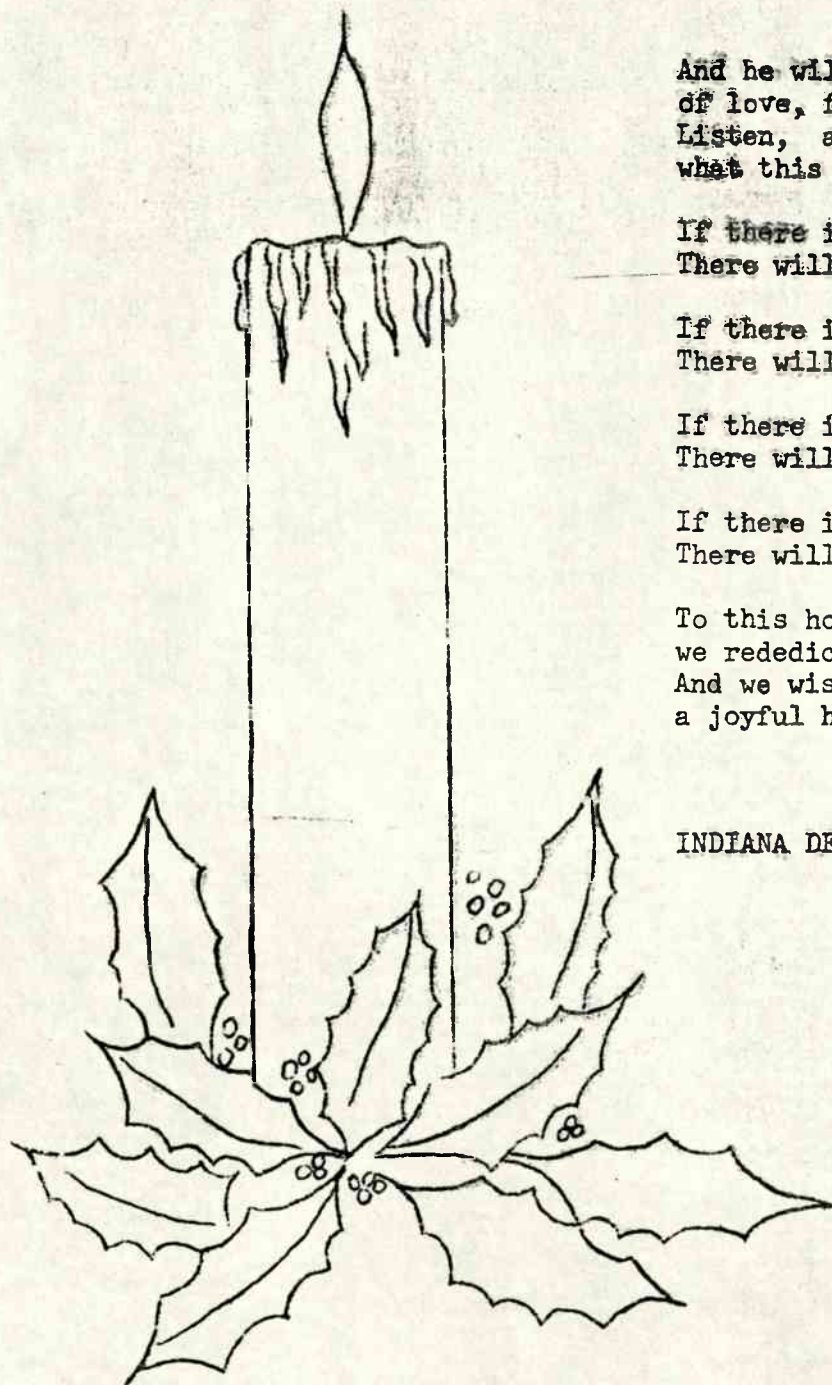 And he wil
of love, f
Listen, a
what this
If there i
There will
If there i
There will
If there i
There will
If there i
There will
To this ho
we rededic
And we wis
a joyful h
INDIANA DE